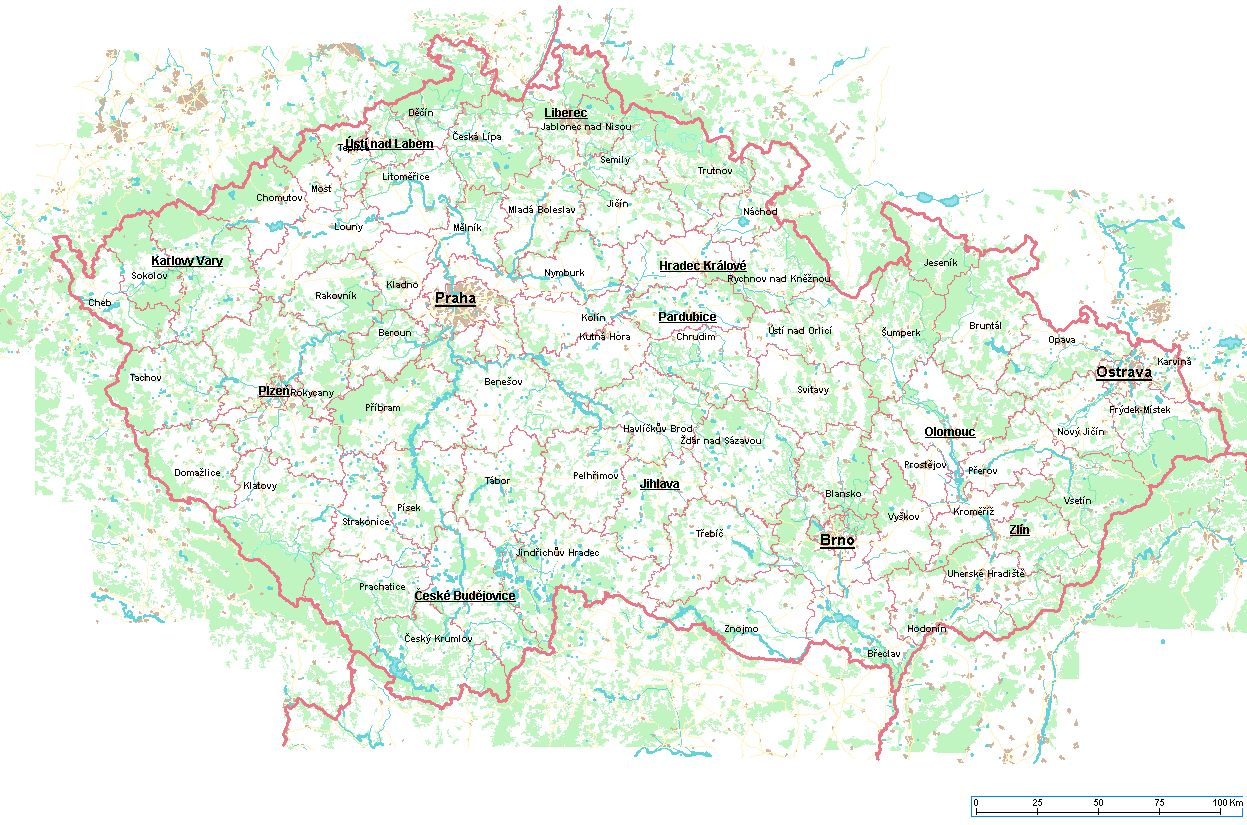 Děčín
Liberec
Jablonec nad Nisou
Česká Lípa
Ústí nad Labem
Semily
Trutnov
Litoměřice
Most
Chomutov
Jičín
Mladá Boleslav
Náchod
Louny
Mělník
Karlovy Vary
Sokolov
Hradec Králové
Rychnov nad Kněžnou
Jeseník
Nymburk
Kladno
Rakovník
Praha
Cheb
Kolín
Pardubice
Bruntál
Beroun
Kutná Hora
Chrudim
Ústí nad Orlicí
Šumperk
Opava
Karviná
Ostrava
Tachov
Benešov
Plzeň
Rokycany
Svitavy
Příbram
Frýdek-Místek
Havlíčkův Brod
Žďár nad Sázavou
Olomouc
Nový Jičín
Domažlice
Klatovy
Tábor
Pelhřimov
Jihlava
Prostějov
Přerov
Blansko
Vsetín
Písek
Strakonice
Vyškov
Kroměříž
Zlín
Třebíč
Brno
Jindřichův Hradec
Uherské Hradiště
Prachatice
České Budějovice
Český Krumlov
Znojmo
Hodonín
Břeclav
0 25 50 75 100 Km